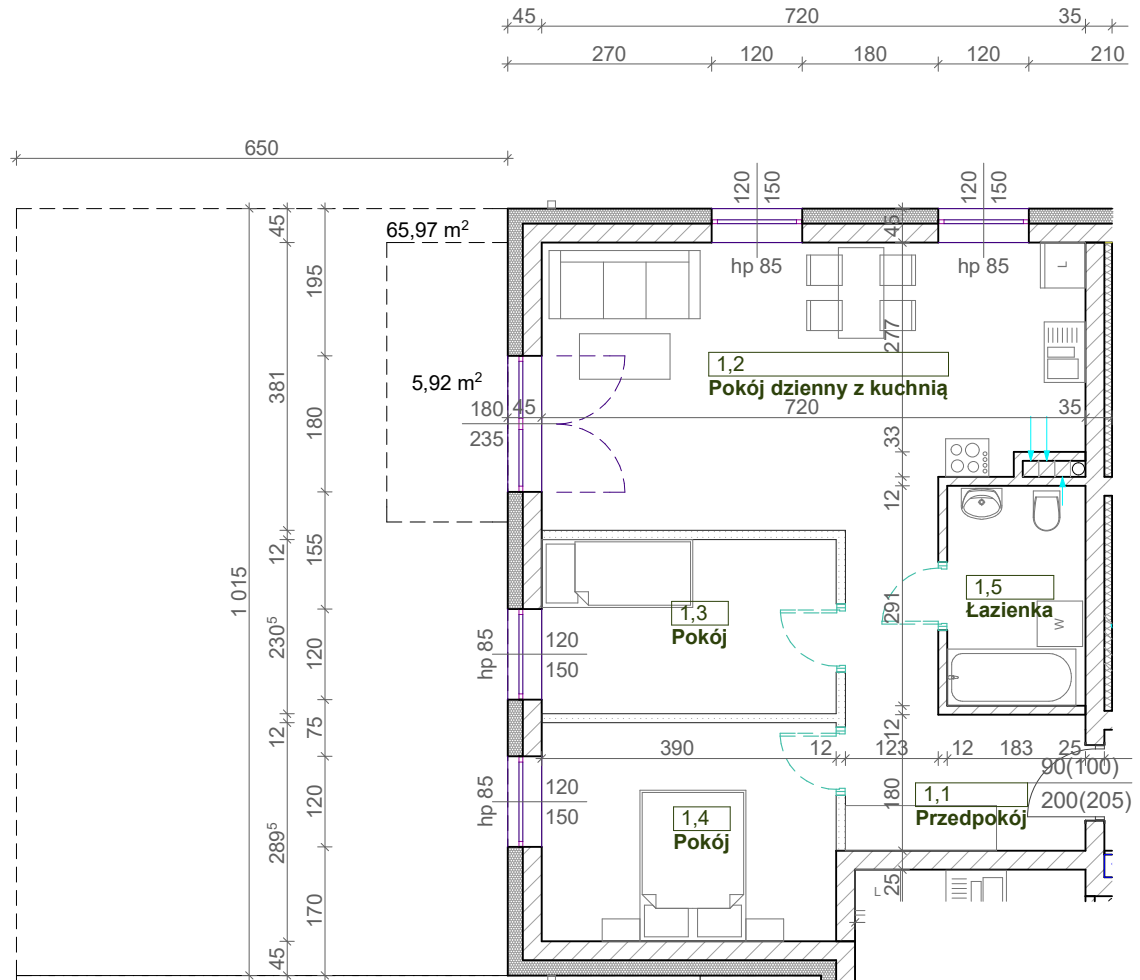 45 720 35
270 120 180 120 210
650
120 150
120 150
45
65,97 m²
45
hp 85
hp 85
L
195
277
1,2
Pokój dzienny z kuchnią
5,92 m²
381
180
180 45 720 35
235
33
12
12
155
1 015
1,5
Łazienka
291
W
1,3
Pokój
230⁵
120
hp 85
120
150
75
12
12
390 12 123 12 183 25
90(100)
200(205)
120
hp 85
120
150
180
1,1
Przedpokój
1,4
Pokój
289⁵
25
L
170
45